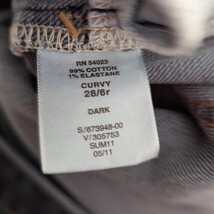 RN 54023
99% COTTON
1% ELASTANE
CURVY
28/6r
DARK
S/673948-00
V/305753
SUM11
05/11